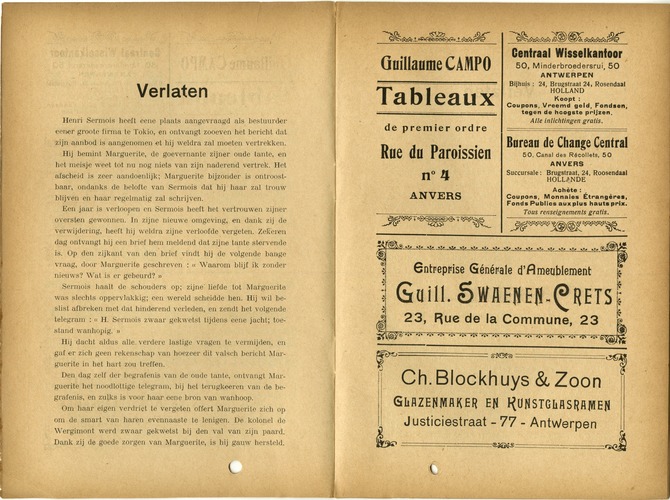 Verlaten
Henri Sermois heeft eene plaats aangevraagd als bestuurder
eener groote firma te Tokio, en ontvangt zooeven het bericht dat
zijn aanbod is aangenomen et hij weldra zal moeten vertrekken.
Hij bemint Marguerite, de goevernante zijner oude tante, en
het meisje weet tot nu nog niets van zijn naderend vertrek. Het
afscheid is zeer aandoenlijk; Marguerite bijzonder is ontroost-
haar, ondanks de helofte van Sermois dat hij haar zal trouw
blijven en haar regelmatig zal schrijven.
Een jaar is verloopen en Sermois heeft het vertrouwen zijner
oversten gewonnen. In zijne nieuwe omgeving, en dank zij de
verwijdering, heeft hij weldra zijne verloofde vergeten. Zekeren
dag ontvangt hij een brief hem meldend dat zijne tante stervende
is. Op den zijkant van den brief vindt hij de volgende bange
vraag, door Marguerite geschreven : « Waarom blijf ik zonder
nieuws? Wat is er gebeurd? »
Sermois haalt de schouders op; zijne liefde tot Marguerite
was slechts oppervlakkig; een wereld scheidde hen. Hij wil be-
slist afbreken met dat hinderend verleden, en zendt het volgende
telegram : « H. Sermois zwaar gekwetst tijdens eene jacht; toe-
stand wanhopig. »
Hij dacht aldus alle verdere lastige vragen te vermijden, en
gaf er zich geen rekenschap van hoezeer dit valsch bericht Mar-
guerite in het hart zou treffen.
Den dag zelf der begrafenis van de oude tante, ontvangt Mar-
guerite het noodlottige telegram, bij het terugkeeren van de be-
grafenis, en zulks is voor haar eene bron van wanhoop.
Om haar eigen verdriet te vergeten offert Marguerite zich op
om de smart van haren evennaaste te lenigen. De kolonel de
Wergimont werd zwaar gekwetst bij den val van zijn paard.
Dank zij de goede zorgen van Marguerite, is hij gauw hersteld.
Guillaume CAMPO
Tableaux
de premier ordre
Rue du Paroissien
nº 4
ANVERS
Centraal Wisselkantoor
50, Minderbroedersrui, 50
ANTWERPEN
Bijhuis : 24, Brugstraat 24, Rosendaal
HOLLAND
Koopt :
Coupons, Vreemd geld, Fondsen,
tegen de hoogste prijzen.
Alle inlichtingen gratis.
Bureau de Change Central
50, Canal des Récollets, 50
ANVERS
Succursale : Brugstraat, 24, Roosendaal
HOLLANDE
Achète :
Coupons, Monnaies Étrangères,
Fonds Publics aux plus hauts prix.
Tous renseignements gratis.
Entreprise Générale d'Ameublement
Guill. SWAENEN-CRETS
23, Rue de la Commune, 23
Ch. Blockhuys & Zoon
GLAZENMAKER EN KUNSTGLASRAMEN
Justiciestraat - 77 - Antwerpen